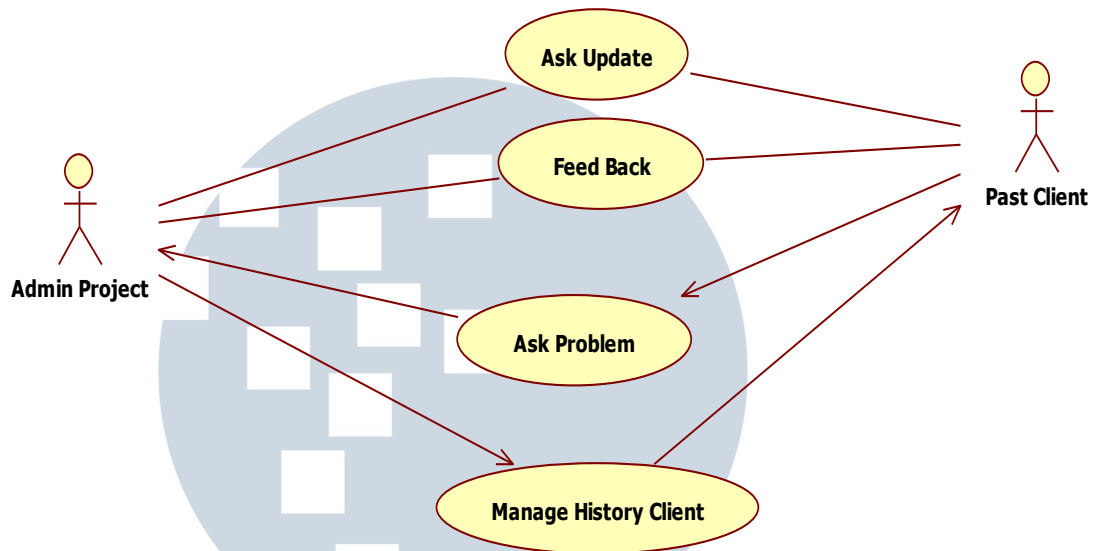 Ask Update
Feed Back
Past Client
Admin Project
Ask Problem
Manage History Client